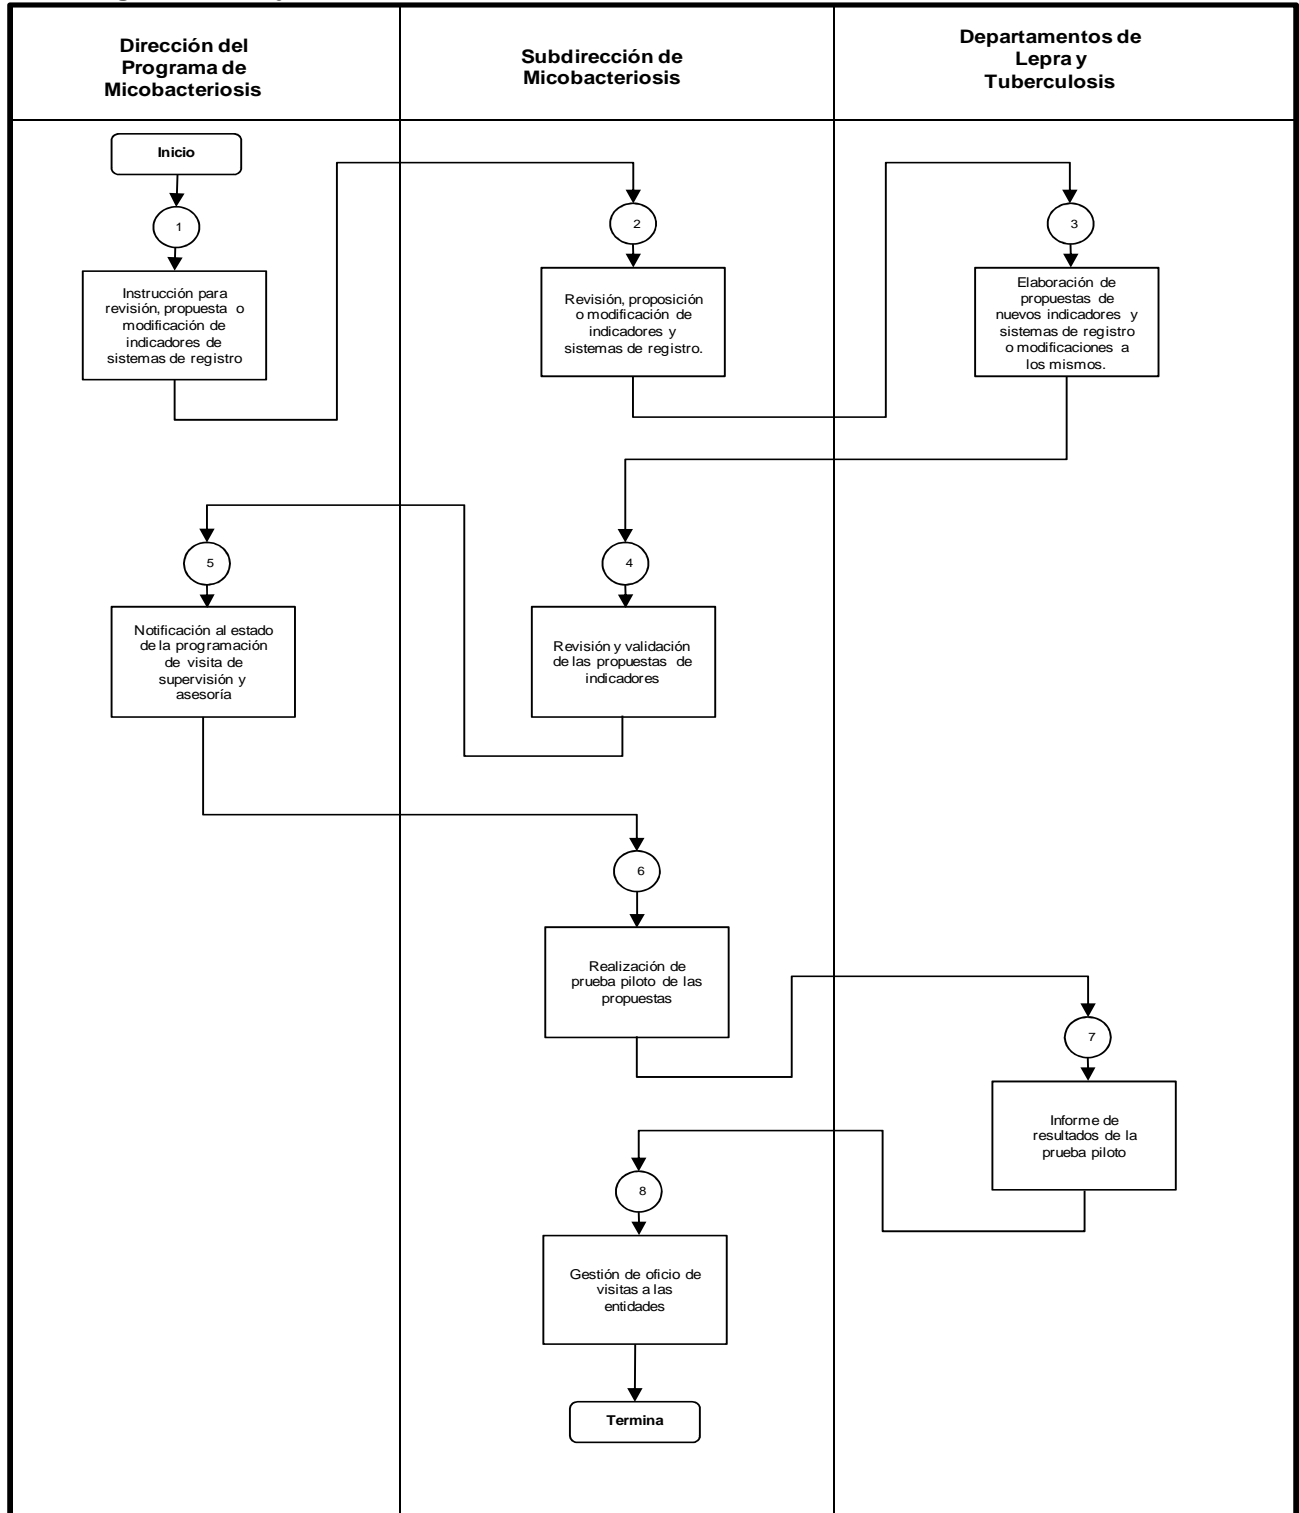 Dirección del
Programa de
Micobacteriosis
Subdirección de
Micobacteriosis
Departamentos de
Lepra y
Tuberculosis
Inicio
1
Instrucción para
revisión, propuesta o
modificación de
indicadores de
sistemas de registro
2
Revisión, proposición
o modificación de
indicadores y
sistemas de registro.
3
Elaboración de
propuestas de
nuevos indicadores y
sistemas de registro
o modificaciones a
los mismos.
4
Revisión y validación
de las propuestas de
indicadores
5
Notificación al estado
de la programación
de visita de
supervisión y
asesoría
6
Realización de
prueba piloto de las
propuestas
7
Informe de
resultados de la
prueba piloto
8
Gestión de oficio de
visitas a las
entidades
Termina